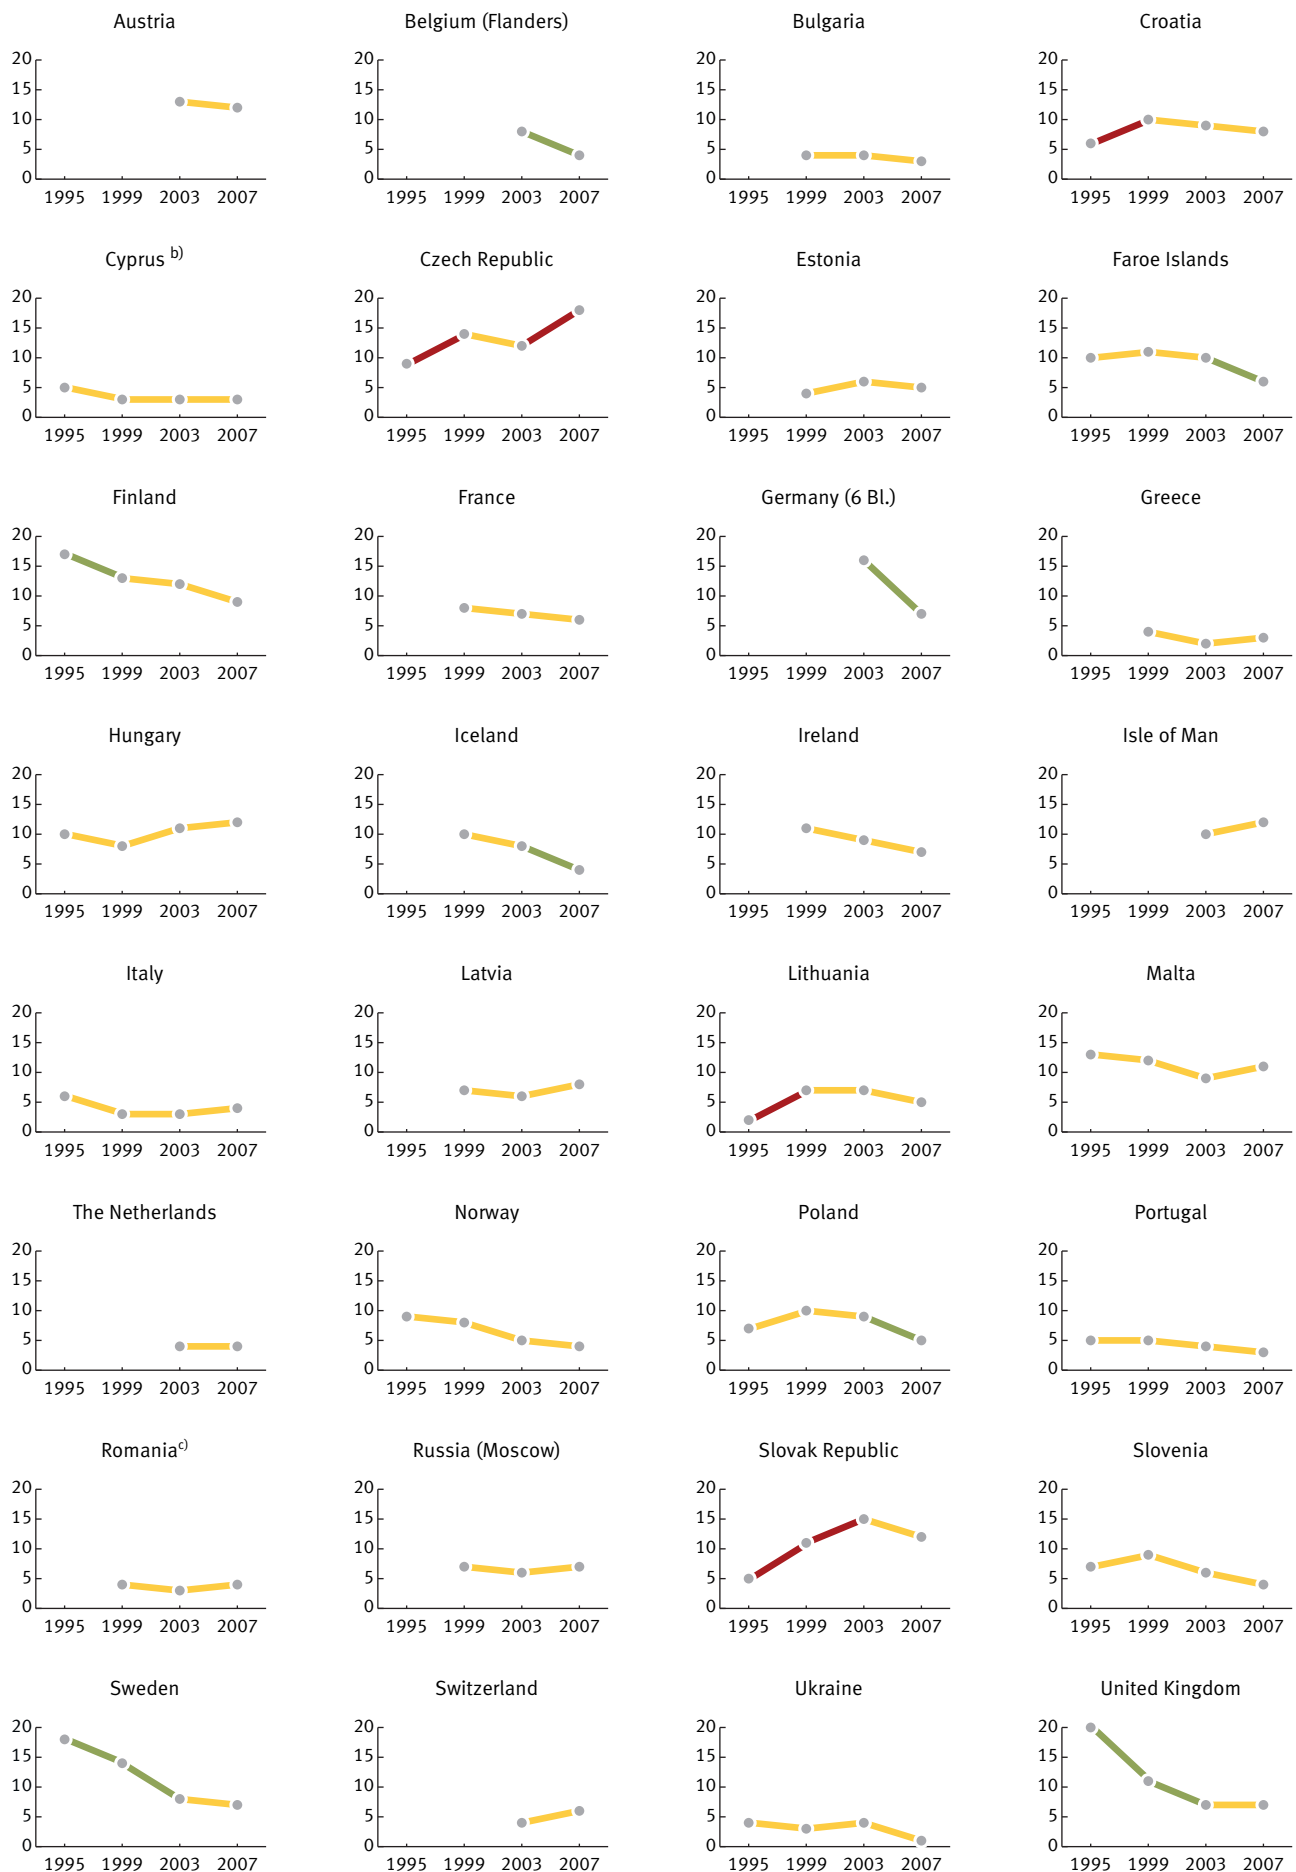 Austria Belgium (Flanders) Bulgaria Croatia
20 20 20 20
15 15 15 15
10 10 10 10
5 5 5 5
0 0 0 0
1995 1999 2003 2007 1995 1999 2003 2007 1995 1999 2003 2007 1995 1999 2003 2007
Cyprus b) Czech Republic Estonia Faroe Islands
20 20 20 20
15 15 15 15
10 10 10 10
5 5 5 5
0 0 0 0
1995 1999 2003 2007 1995 1999 2003 2007 1995 1999 2003 2007 1995 1999 2003 2007
Finland France Germany (6 Bl.) Greece
20 20 20 20
15 15 15 15
10 10 10 10
5 5 5 5
0 0 0 0
1995 1999 2003 2007 1995 1999 2003 2007 1995 1999 2003 2007 1995 1999 2003 2007
Hungary Iceland Ireland Isle of Man
20 20 20 20
15 15 15 15
10 10 10 10
5 5 5 5
0 0 0 0
1995 1999 2003 2007 1995 1999 2003 2007 1995 1999 2003 2007 1995 1999 2003 2007
Italy Latvia Lithuania Malta
20 20 20 20
15 15 15 15
10 10 10 10
5 5 5 5
0 0 0 0
1995 1999 2003 2007 1995 1999 2003 2007 1995 1999 2003 2007 1995 1999 2003 2007
The Netherlands Norway Poland Portugal
20 20 20 20
15 15 15 15
10 10 10 10
5 5 5 5
0 0 0 0
1995 1999 2003 2007 1995 1999 2003 2007 1995 1999 2003 2007 1995 1999 2003 2007
Romania c) Russia (Moscow) Slovak Republic Slovenia
20 20 20 20
15 15 15 15
10 10 10 10
5 5 5 5
0 0 0 0
1995 1999 2003 2007 1995 1999 2003 2007 1995 1999 2003 2007 1995 1999 2003 2007
Sweden Switzerland Ukraine United Kingdom
20 20 20 20
15 15 15 15
10 10 10 10
5 5 5 5
0 0 0 0
1995 1999 2003 2007 1995 1999 2003 2007 1995 1999 2003 2007 1995 1999 2003 2007